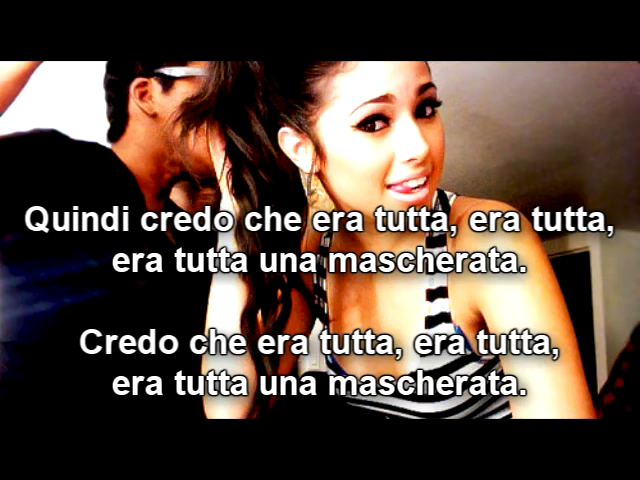 Quindi credo che era tutta, era tutta,
era tutta una mascherata.
Credo che era tutta, era tutta,
era tutta una mascherata.